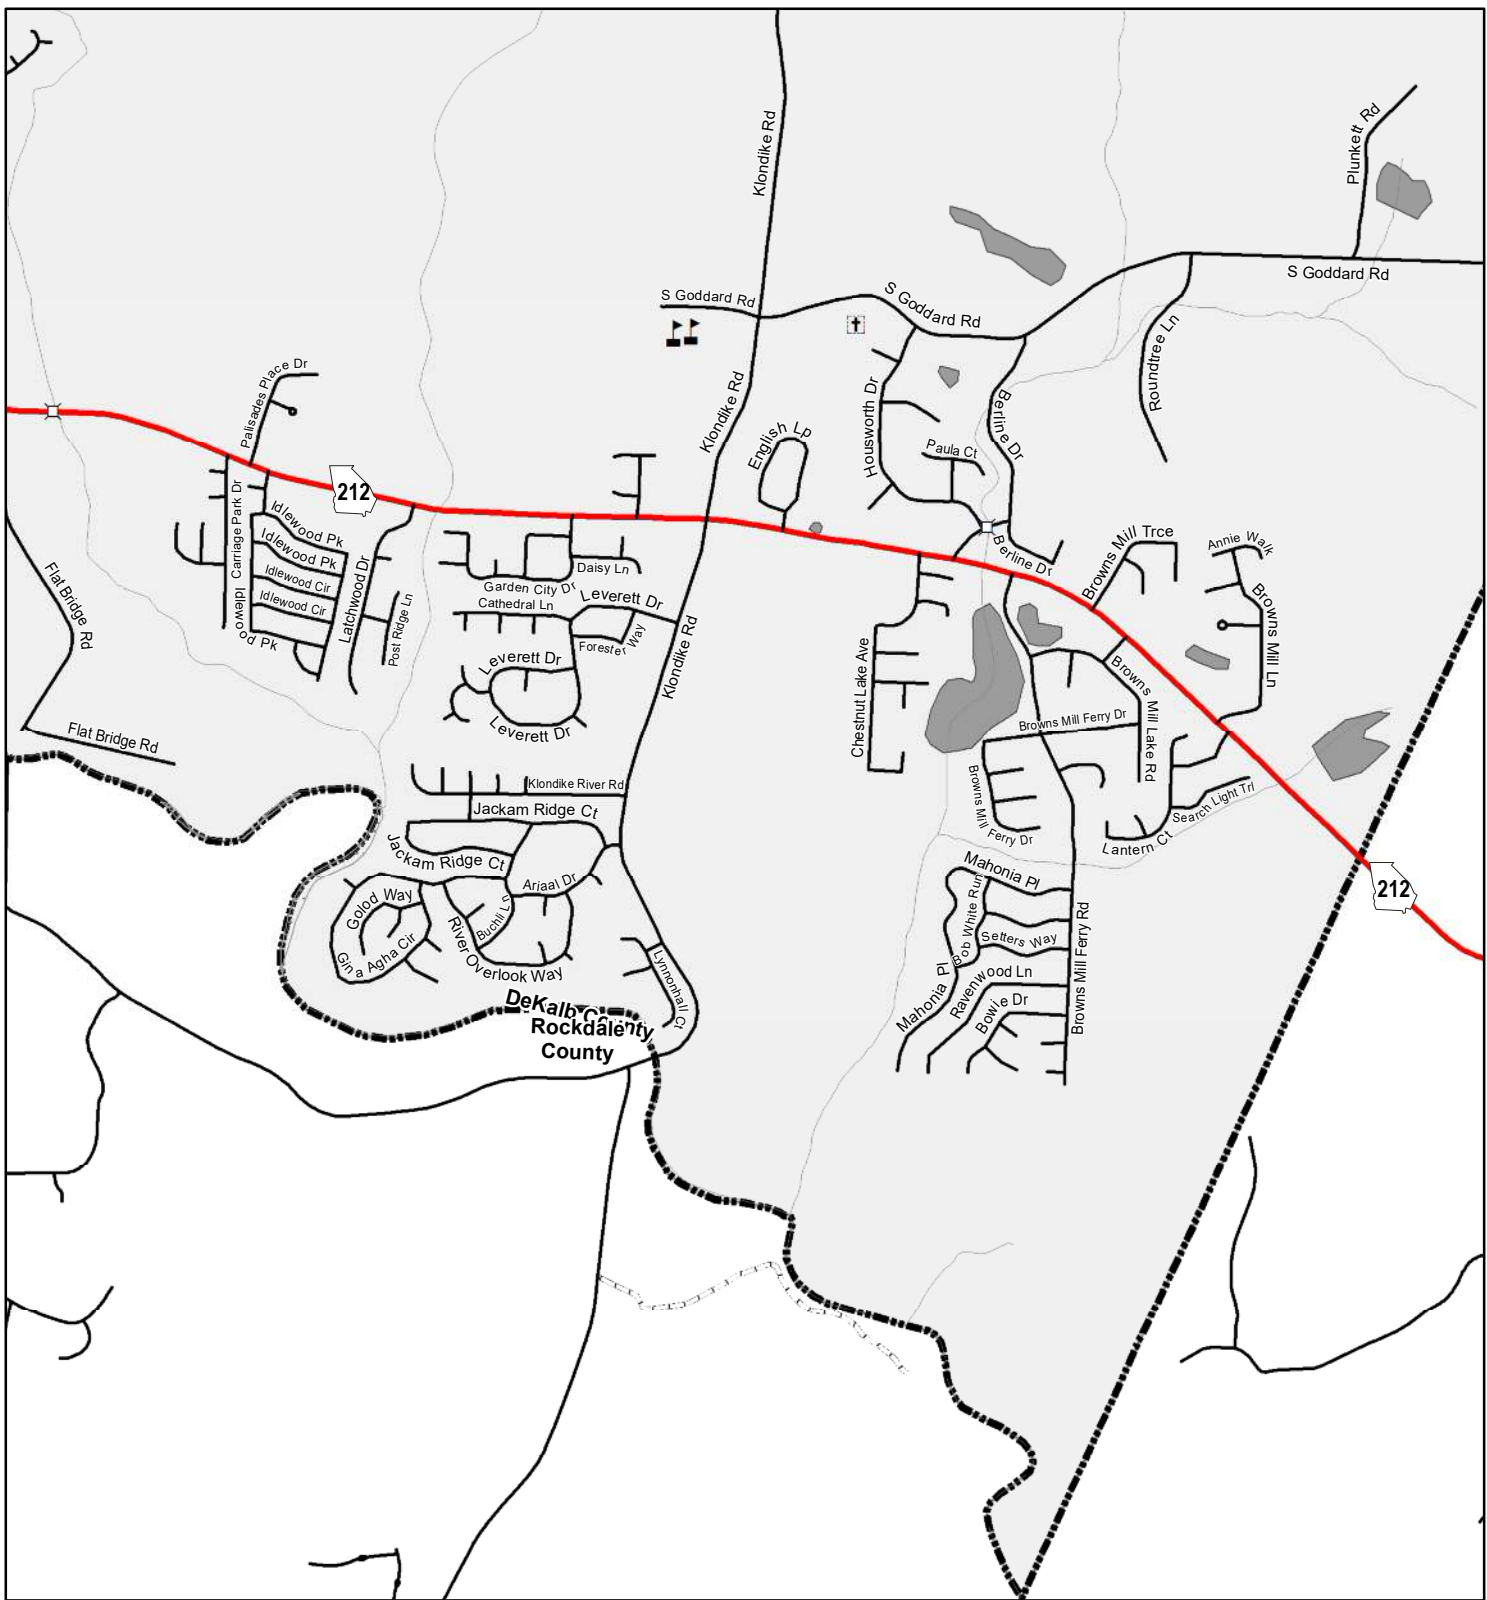 Plunkett Rd
Klondike Rd
S Goddard Rd
S Goddard Rd
S Goddard Rd
Roundtree Ln
Palisades Place Dr
Klondike Rd
Housworth Dr
Berline Dr
English Lp
Paula Ct
212
Carriage Park Dr
Idlewood Pk
Idlewood Pk
Idlewood Cir
Idlewood Cir
Idlewood Pk
Latchwood Dr
Post Ridge Ln
Flat Bridge Rd
Flat Bridge Rd
Daisy Ln
Garden City Dr
Cathedral Ln
Leverett Dr
Forester Way
Leverett Dr
Leverett Dr
Klondike Rd
Berline Dr
Browns Mill Trce
Annie Walk
Browns Mill Ln
Chestnut Lake Ave
Browns Mill Lake Rd
Browns Mill Ferry Dr
Browns Mill Ferry Dr
Search Light Trl
Lantern Ct
Klondike River Rd
Jackam Ridge Ct
Jackam Ridge Ct
Ariaal Dr
Golod Way
Buchli Ln
Gina Agha Cir
River Overlook Way
Lynnonhall Ct
Mahonia Pl
Bob White Run
Setters Way
Mahonia Pl
Ravenwood Ln
Bowie Dr
Browns Mill Ferry Rd
212
DeKalb County
Rockdale
County